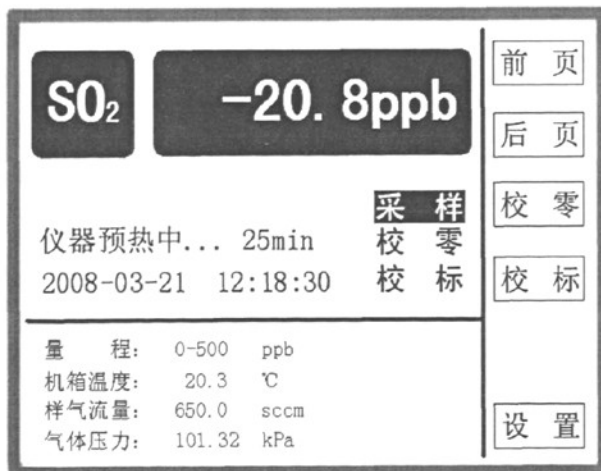 SO₂ -20.8ppb
前 页
后 页
采 样
校 零
仪器预热中... 25min 校 零
2008-03-21 12:18:30 校 标
校 标
量 程: 0-500 ppb
机箱温度: 20.3 ℃
样气流量: 650.0 sccm
气体压力: 101.32 kPa
设 置